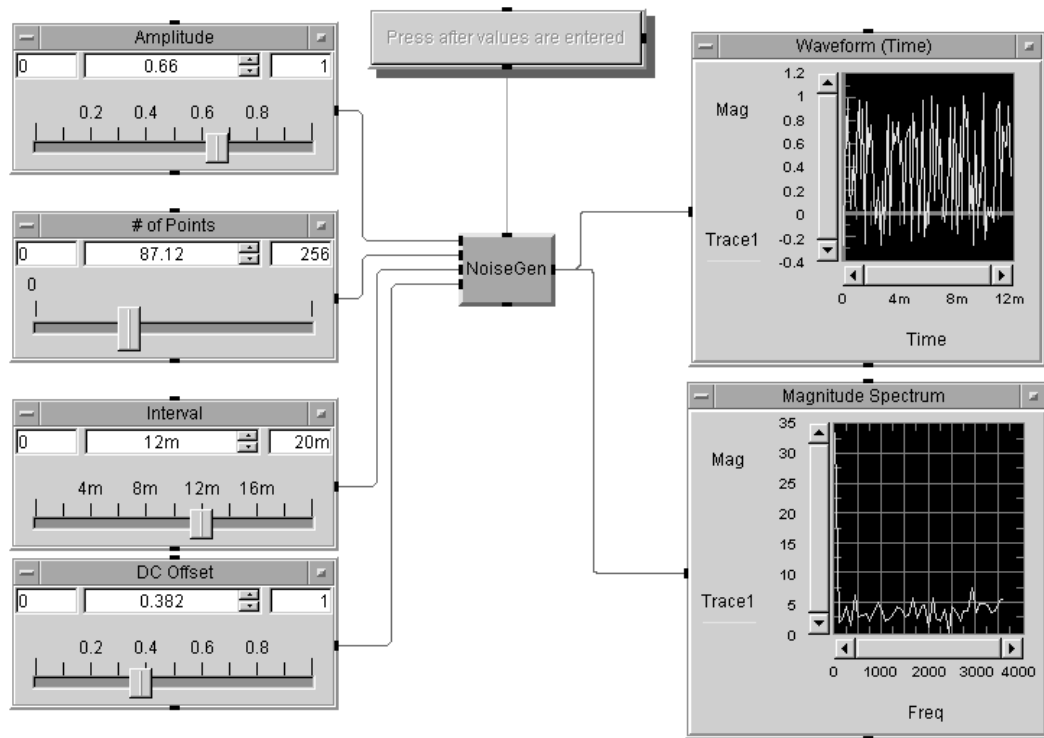 Amplitude
0 0.66 1
0.2 0.4 0.6 0.8
# of Points
0 87.12 256
0
Interval
0 12m 20m
4m 8m 12m 16m
DC Offset
0 0.382 1
0.2 0.4 0.6 0.8
Press after values are entered
NoiseGen
Waveform (Time)
Mag
Trace1
1.2
1
0.8
0.6
0.4
0.2
0
-0.2
-0.4
0 4m 8m 12m
Time
Magnitude Spectrum
Mag
Trace1
35
30
25
20
15
10
5
0
0 1000 2000 3000 4000
Freq